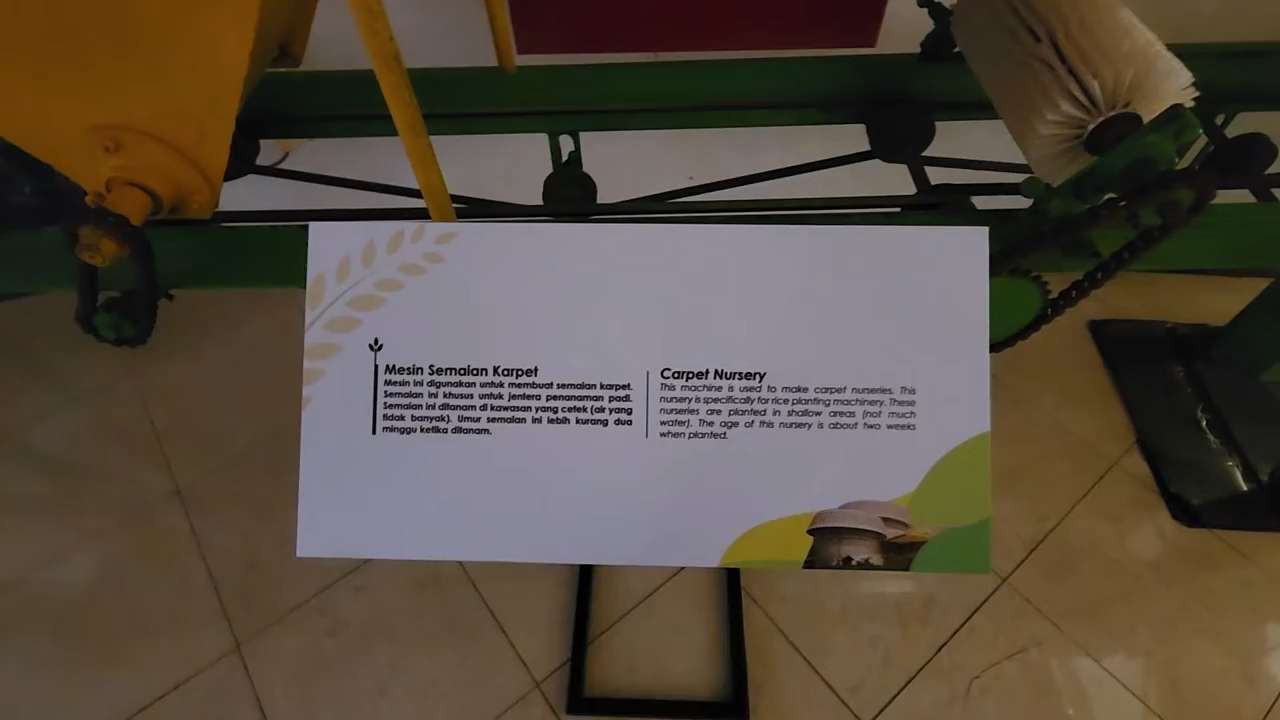 Mesin Semaian Karpet
Mesin ini digunakan untuk membuat semaian karpet.
Semaian ini khusus untuk jentera penanaman padi.
Semaian ini ditanam di kawasan yang cetek (air yang
tidak banyak). Umur semaian ini lebih kurang dua
minggu ketika ditanam.
Carpet Nursery
This machine is used to make carpet nurseries. This
nursery is specifically for rice planting machinery. These
nurseries are planted in shallow areas (not much
water). The age of this nursery is about two weeks
when planted.